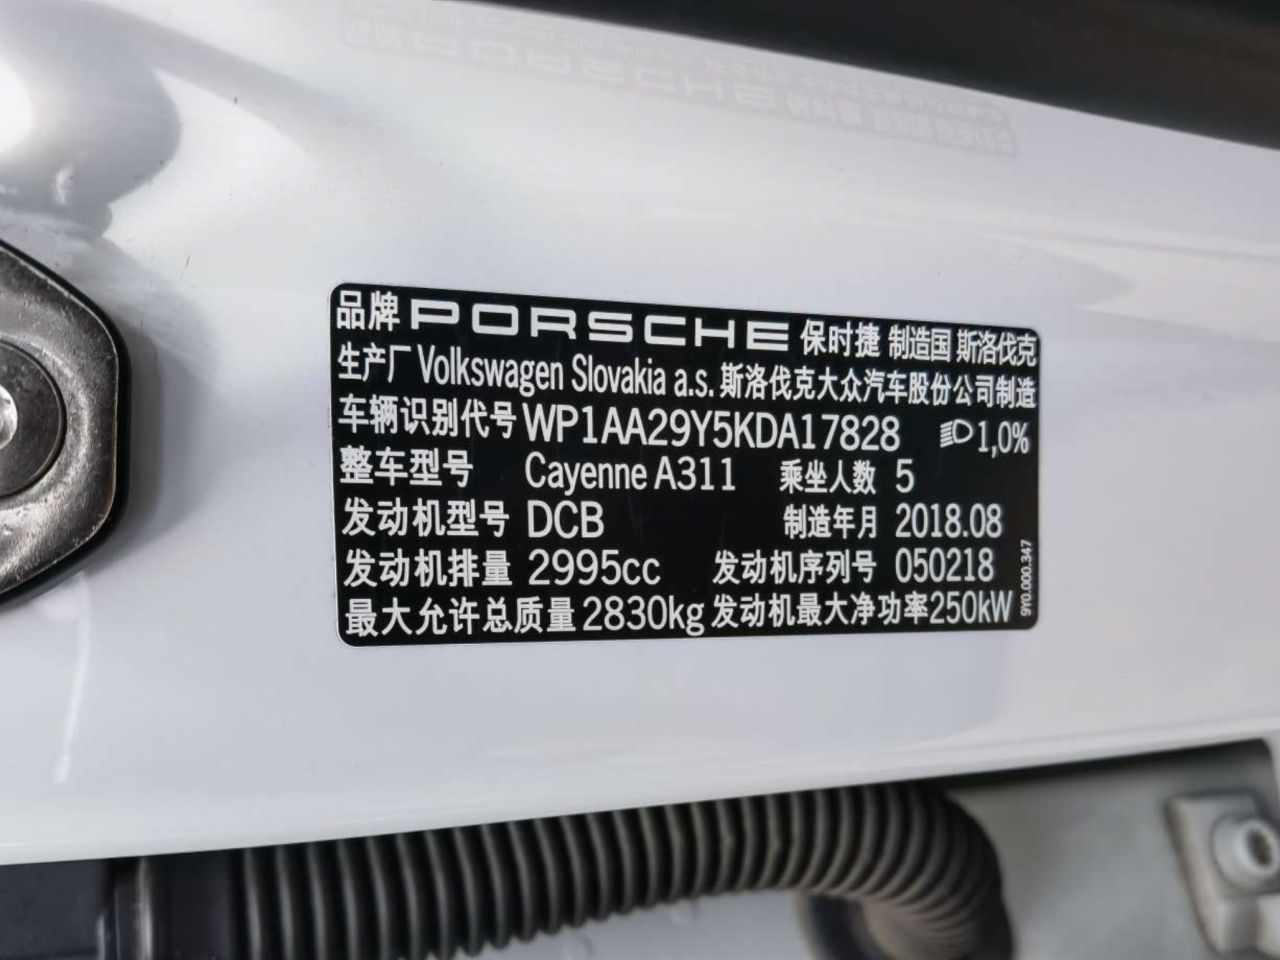 品牌 PORSCHE 保时捷 制造国 斯洛伐克
生产厂 Volkswagen Slovakia a.s. 斯洛伐克大众汽车股份公司制造
车辆识别代号 WP1AA29Y5KDA17828 1,0%
整车型号 Cayenne A311 乘坐人数 5
发动机型号 DCB 制造年月 2018.08
发动机排量 2995cc 发动机序列号 050218
最大允许总质量 2830kg 发动机最大净功率 250kW
9Y0.000.347